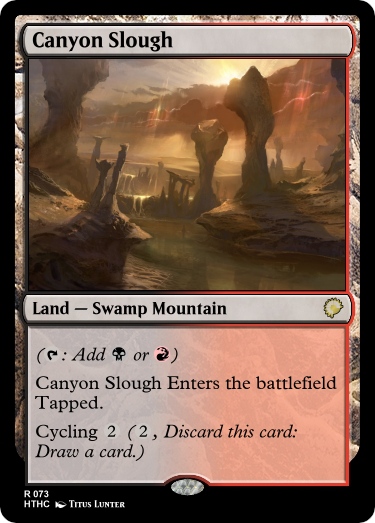 Canyon Slough
Land — Swamp Mountain
( : Add or )
Canyon Slough Enters the battlefield
Tapped.
Cycling 2 ( 2 , Discard this card:
Draw a card.)
R 073
HTHC Titus Lunter